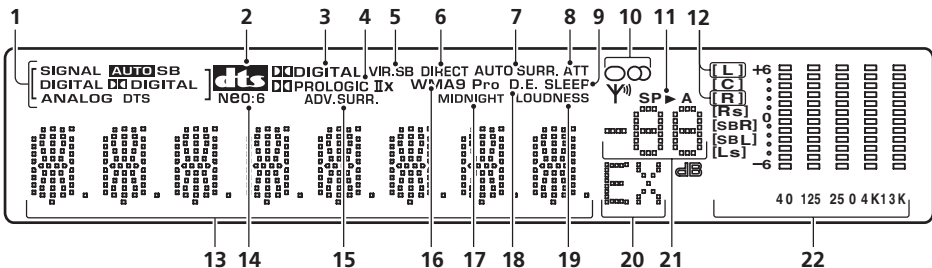 1 2 3 4 5 6 7 8 9 10 11 12
SIGNAL AUTO SB dts DIGITAL VIR.SB DIRECT AUTO SURR. ATT [L] +6
DIGITAL DIGITAL PROLOGIC IIx WMA9 Pro D.E. SLEEP [C]
ANALOG DTS Neo:6 ADV.SURR. MIDNIGHT LOUDNESS SP ► A [R]
[Rs] 0
[SBR]
[SBL]
[Ls] -6
EX dB
40 125 250 4K 13K
13 14 15 16 17 18 19 20 21 22